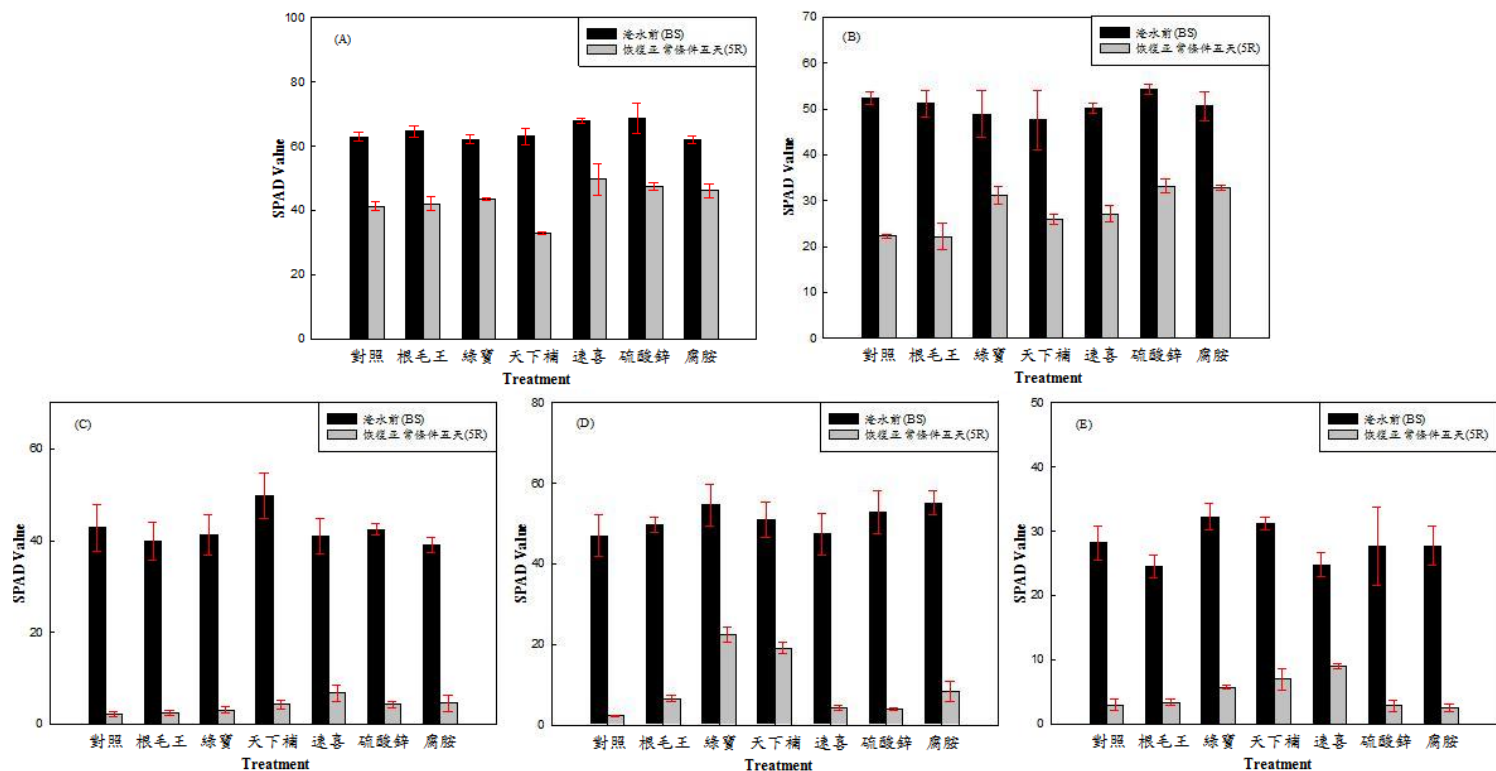 (A)
淹水前(BS)
恢復正常條件五天(5R)
SPAD Value
100
80
60
40
20
0
對照 根毛王 綠寶 天下補 速喜 硫酸鋅 腐胺
Treatment
(B)
淹水前(BS)
恢復正常條件五天(5R)
SPAD Value
70
60
50
40
30
20
10
0
對照 根毛王 綠寶 天下補 速喜 硫酸鋅 腐胺
Treatment
(C)
淹水前(BS)
恢復正常條件五天(5R)
SPAD Value
60
40
20
0
對照 根毛王 綠寶 天下補 速喜 硫酸鋅 腐胺
Treatment
(D)
淹水前(BS)
恢復正常條件五天(5R)
SPAD Value
80
60
40
20
0
對照 根毛王 綠寶 天下補 速喜 硫酸鋅 腐胺
Treatment
(E)
淹水前(BS)
恢復正常條件五天(5R)
SPAD Value
50
40
30
20
10
0
對照 根毛王 綠寶 天下補 速喜 硫酸鋅 腐胺
Treatment